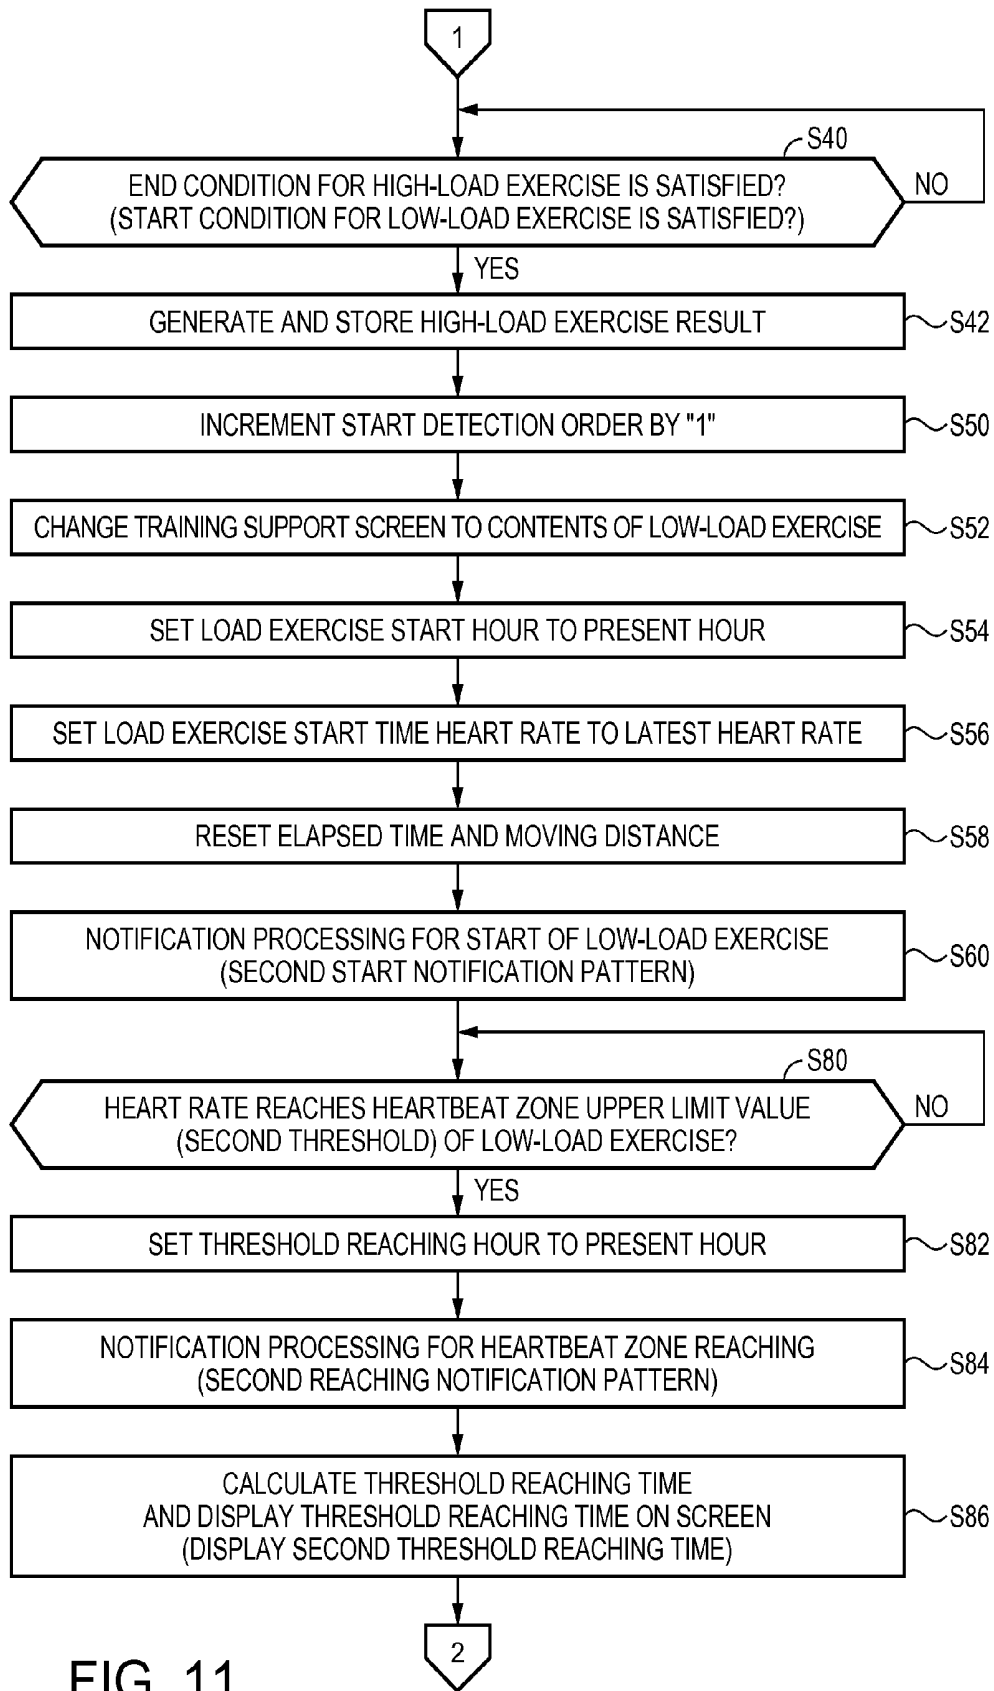 1
S40
END CONDITION FOR HIGH-LOAD EXERCISE IS SATISFIED?
(START CONDITION FOR LOW-LOAD EXERCISE IS SATISFIED?)
NO
YES
GENERATE AND STORE HIGH-LOAD EXERCISE RESULT
S42
INCREMENT START DETECTION ORDER BY "1"
S50
CHANGE TRAINING SUPPORT SCREEN TO CONTENTS OF LOW-LOAD EXERCISE
S52
SET LOAD EXERCISE START HOUR TO PRESENT HOUR
S54
SET LOAD EXERCISE START TIME HEART RATE TO LATEST HEART RATE
S56
RESET ELAPSED TIME AND MOVING DISTANCE
S58
NOTIFICATION PROCESSING FOR START OF LOW-LOAD EXERCISE
(SECOND START NOTIFICATION PATTERN)
S60
S80
HEART RATE REACHES HEARTBEAT ZONE UPPER LIMIT VALUE
(SECOND THRESHOLD) OF LOW-LOAD EXERCISE?
NO
YES
SET THRESHOLD REACHING HOUR TO PRESENT HOUR
S82
NOTIFICATION PROCESSING FOR HEARTBEAT ZONE REACHING
(SECOND REACHING NOTIFICATION PATTERN)
S84
CALCULATE THRESHOLD REACHING TIME
AND DISPLAY THRESHOLD REACHING TIME ON SCREEN
(DISPLAY SECOND THRESHOLD REACHING TIME)
S86
2
FIG. 11